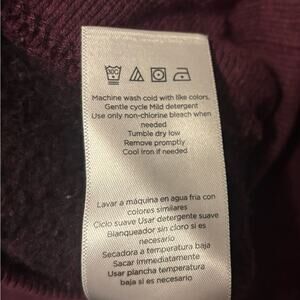 Machine wash cold with like colors.
Gentle cycle Mild detergent
Use only non-chlorine bleach when
needed
Tumble dry low
Remove promptly
Cool Iron if needed
Lavar a máquina en agua fria con
colores similares
Ciclo suave Usar detergente suave
Blanqueador sin cloro si es
necesario
Secadora a temperatura baja
Sacar immediatamente
Usar plancha temperatura
baja si es necesario